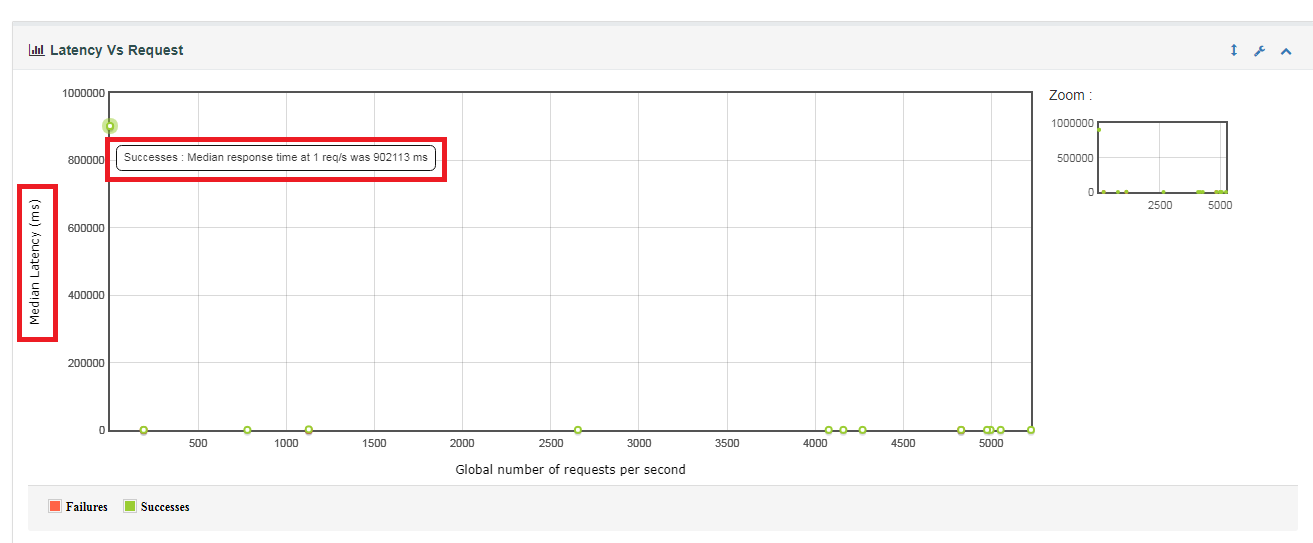 Latency Vs Request
1000000
800000
600000
400000
200000
0
Median Latency (ms)
Successes : Median response time at 1 req/s was 902113 ms
500 1000 1500 2000 2500 3000 3500 4000 4500 5000
Global number of requests per second
Zoom :
1000000
500000
0
2500 5000
Failures Successes